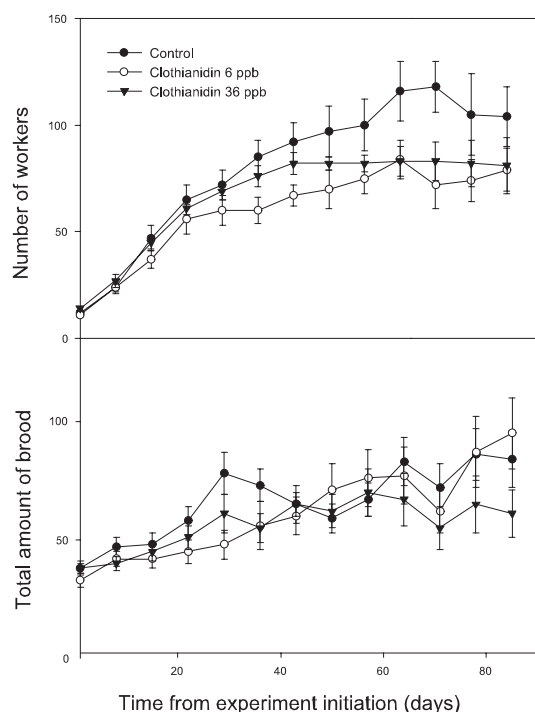 150
Control
Clothianidin 6 ppb
Clothianidin 36 ppb
100
Number of workers
50
0
100
Total amount of brood
50
0
20
40
60
80
Time from experiment initiation (days)